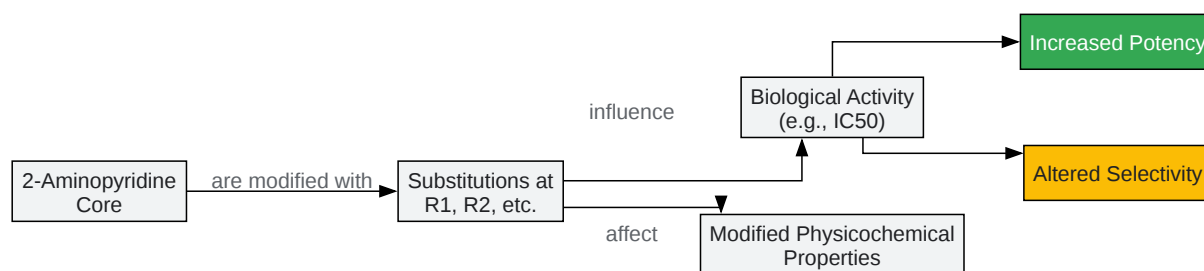 2-Aminopyridine
Core
are modified with
Substitutions at
R1, R2, etc.
influence
affect
Biological Activity
(e.g., IC50)
Modified Physicochemical
Properties
Increased Potency
Altered Selectivity